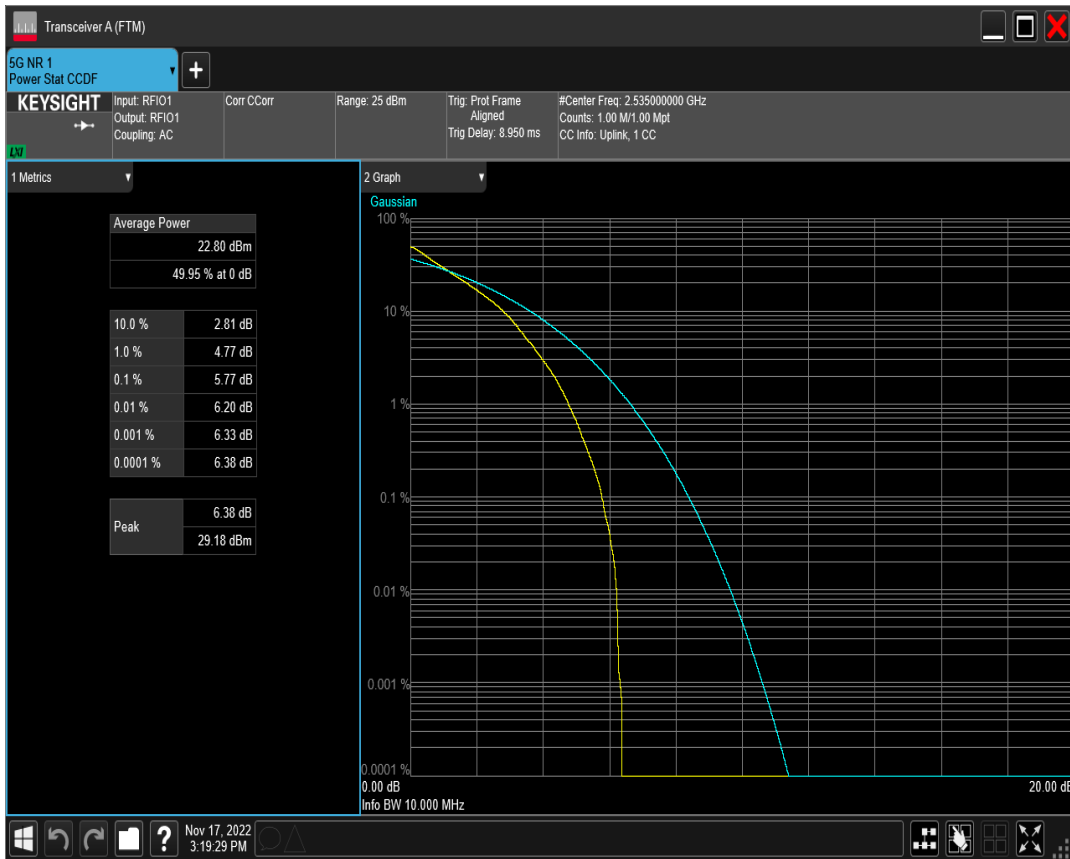 Transceiver A (FTM)
5G NR 1
Power Stat CCDF
+
KEYSIGHT
LXI
Input: RFIO1
Output: RFIO1
Coupling: AC
Corr CCorr
Range: 25 dBm
Trig: Prot Frame
Aligned
Trig Delay: 8.950 ms
#Center Freq: 2.535000000 GHz
Counts: 1.00 M/1.00 Mpt
CC Info: Uplink, 1 CC
1 Metrics
Average Power
22.80 dBm
49.95 % at 0 dB
10.0 % 2.81 dB
1.0 % 4.77 dB
0.1 % 5.77 dB
0.01 % 6.20 dB
0.001 % 6.33 dB
0.0001 % 6.38 dB
Peak 6.38 dB
29.18 dBm
2 Graph
Gaussian
100 %
10 %
1 %
0.1 %
0.01 %
0.001 %
0.0001 %
0.00 dB 20.00 dB
Info BW 10.000 MHz
? Nov 17, 2022
3:19:29 PM